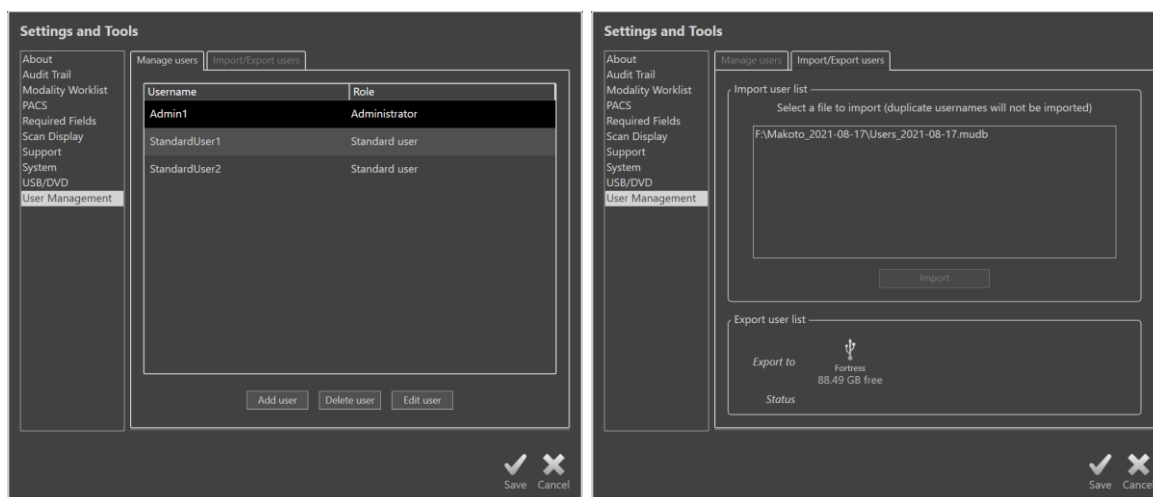 Settings and Tools
About
Audit Trail
Modality Worklist
PACS
Required Fields
Scan Display
Support
System
USB/DVD
User Management
Manage users
Import/Export users
Username Role
Admin1 Administrator
StandardUser1 Standard user
StandardUser2 Standard user
Add user Delete user Edit user
Save Cancel
Settings and Tools
About
Audit Trail
Modality Worklist
PACS
Required Fields
Scan Display
Support
System
USB/DVD
User Management
Manage users
Import/Export users
Import user list
Select a file to import (duplicate usernames will not be imported)
F:\Makoto_2021-08-17\Users_2021-08-17.mudb
Import
Export user list
Export to
Fortress
88.49 GB free
Status
Save Cancel